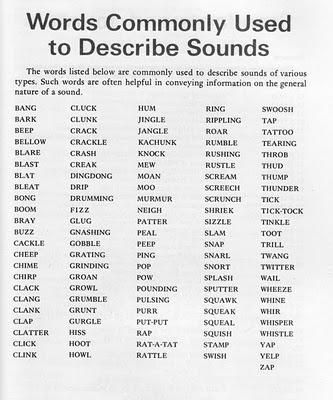 Words Commonly Used
to Describe Sounds
The words listed below are commonly used to describe sounds of various
types. Such words are often helpful in conveying information on the general
nature of a sound.
BANG CLUCK HUM RING SWOOSH
BARK CLUNK JINGLE RIPPLING TAP
BEEP CRACK JANGLE ROAR TATTOO
BELLOW CRACKLE KACHUNK RUMBLE TEARING
BLARE CRASH KNOCK RUSHING THROB
BLAST CREAK MEW RUSTLE THUD
BLAT DINGDONG MOAN SCREAM THUMP
BLEAT DRIP MOO SCREECH THUNDER
BONG DRUMMING MURMUR SCRUNCH TICK
BOOM FIZZ NEIGH SHRIEK TICK-TOCK
BRAY GLUG PATTER SIZZLE TINKLE
BUZZ GNASHING PEAL SLAM TOOT
CACKLE GOBBLE PEEP SNAP TRILL
CHEEP GRATING PING SNARL TWANG
CHIME GRINDING POP SNORT TWITTER
CHIRP GROAN POW SPLASH WAIL
CLACK GROWL POUNDING SPUTTER WHEEZE
CLANG GRUMBLE PULSING SQUAWK WHINE
CLANK GRUNT PURR SQUEAK WHIR
CLAP GURGLE PUT-PUT SQUEAL WHISPER
CLATTER HISS RAP SQUISH WHISTLE
CLICK HOOT RAT-A-TAT STAMP YAP
CLINK HOWL RATTLE SWISH YELP
ZAP